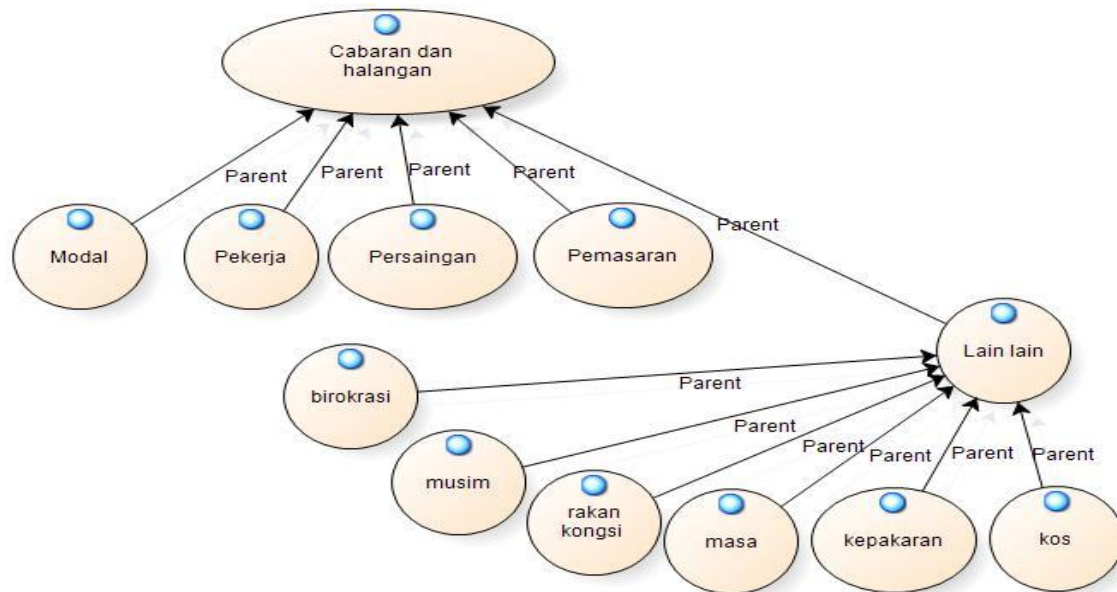 Cabaran dan
halangan
Parent
Parent
Parent
Parent
Parent
Modal
Pekerja
Persaingan
Pemasaran
Lain lain
birokrasi
Parent
musim
Parent
rakan
kongsi
Parent
masa
Parent
kepakaran
Parent
kos
Parent